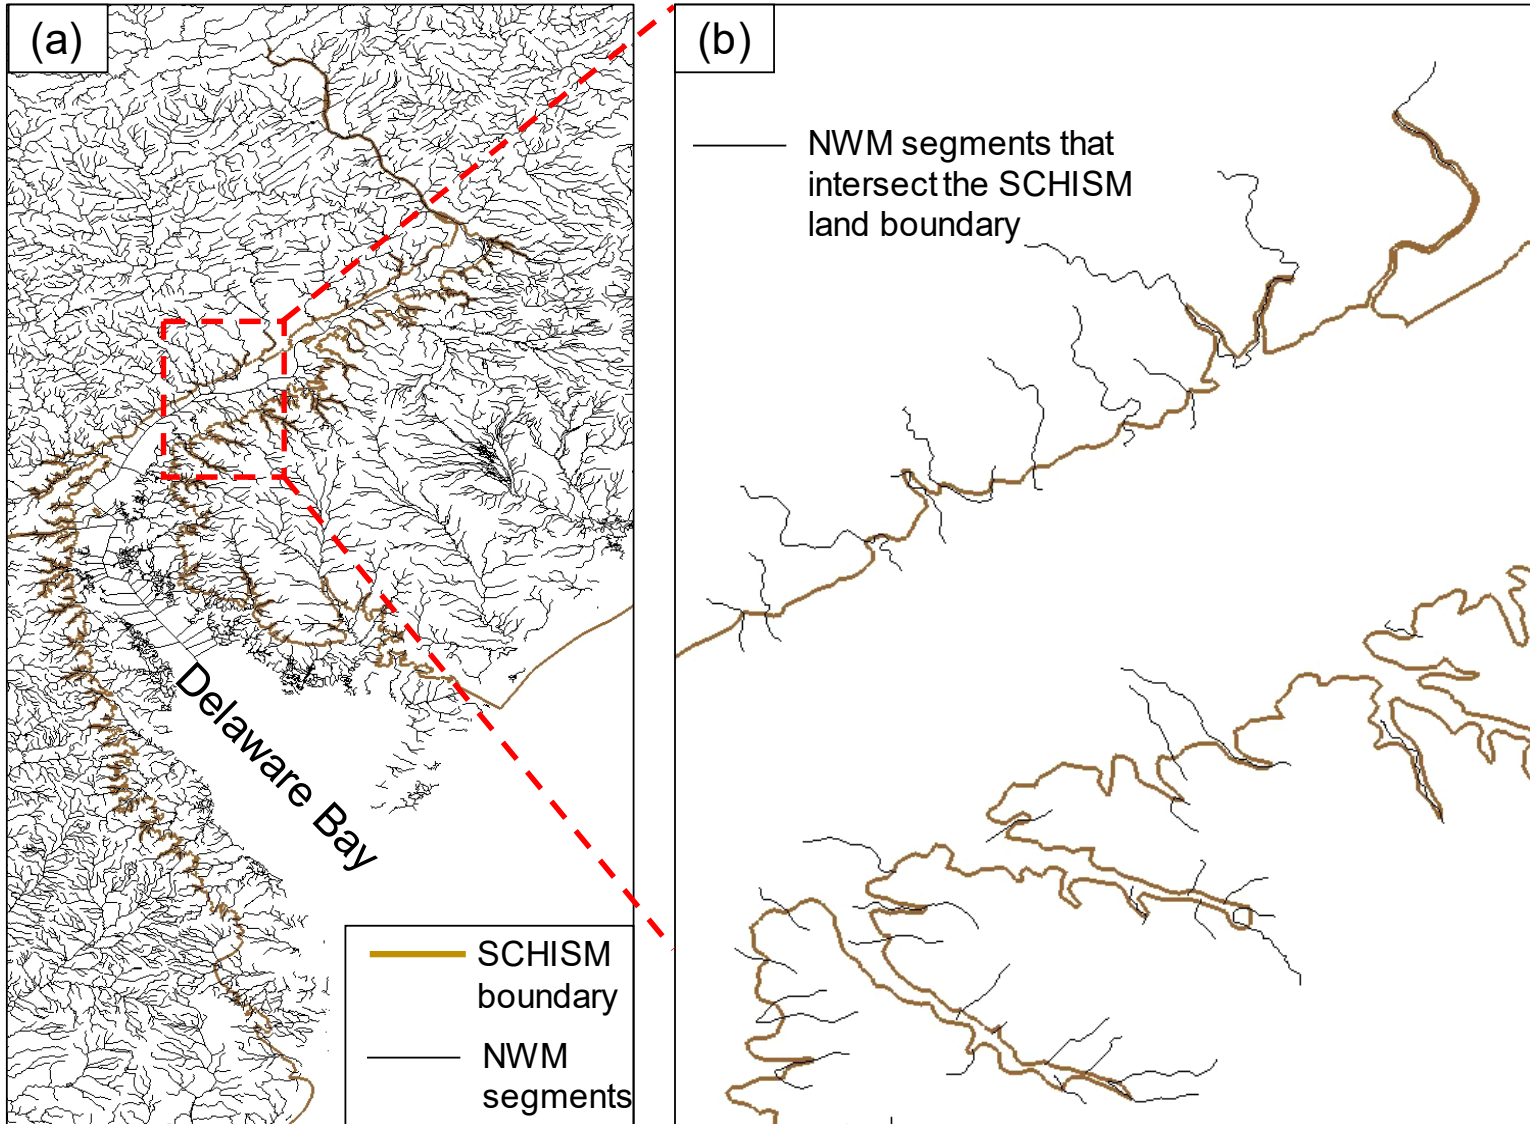 (a)
Delaware Bay
SCHISM
boundary
NWM
segments
(b)
NWM segments that
intersect the SCHISM
land boundary